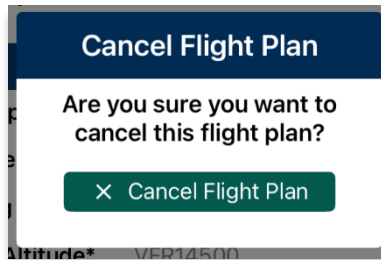 Cancel Flight Plan
Are you sure you want to
cancel this flight plan?
× Cancel Flight Plan
Altitude* VFR14500